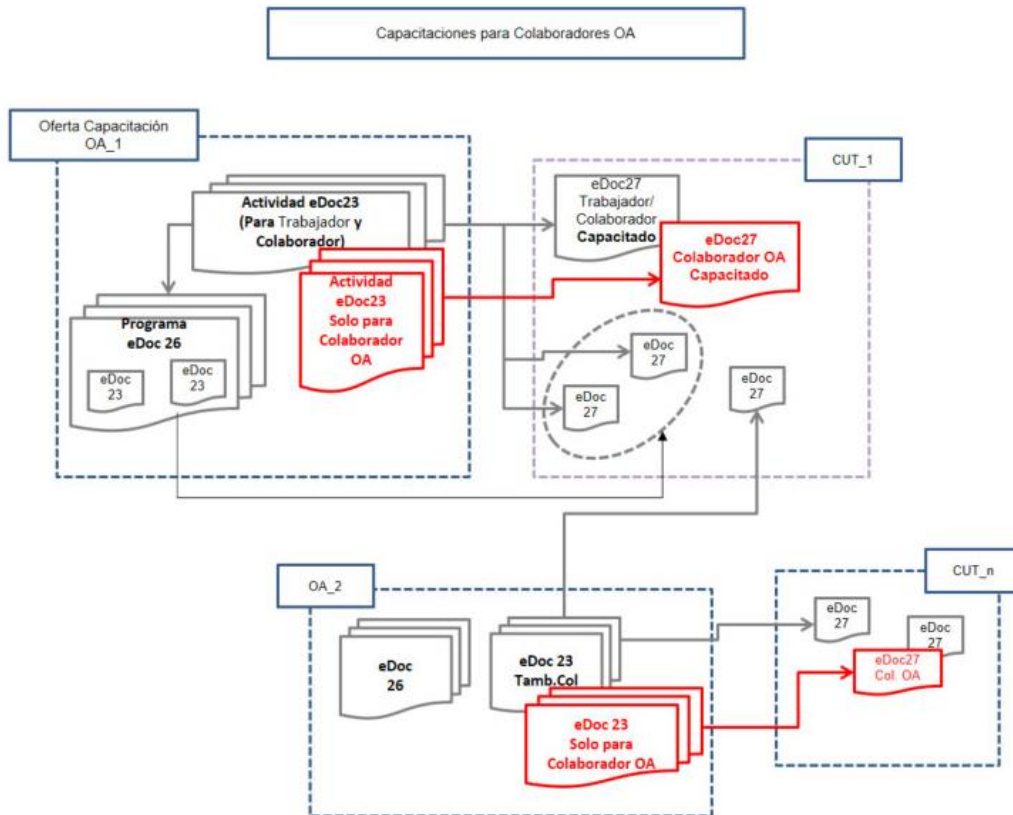 Capacitaciones para Colaboradores OA
Oferta Capacitación
OA_1
CUT_1
Actividad eDoc23
(Para Trabajador y
Colaborador)
eDoc27
Trabajador/
Colaborador
Capacitado
eDoc27
Colaborador OA
Capacitado
Actividad
eDoc23
Solo para
Colaborador
OA
Programa
eDoc 26
eDoc
23
eDoc
23
eDoc
27
eDoc
27
eDoc
27
OA_2
CUT_n
eDoc
26
eDoc 23
Tamb.Col
eDoc 23
Solo para
Colaborador OA
eDoc
27
eDoc
27
eDoc27
Col. OA